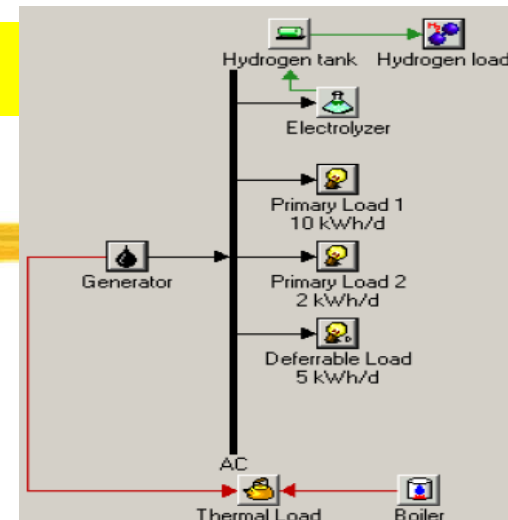 Hydrogen tank
Hydrogen load
Electrolyzer
Primary Load 1
10 kWh/d
Generator
Primary Load 2
2 kWh/d
Deferrable Load
5 kWh/d
AC
Thermal Load
Boiler